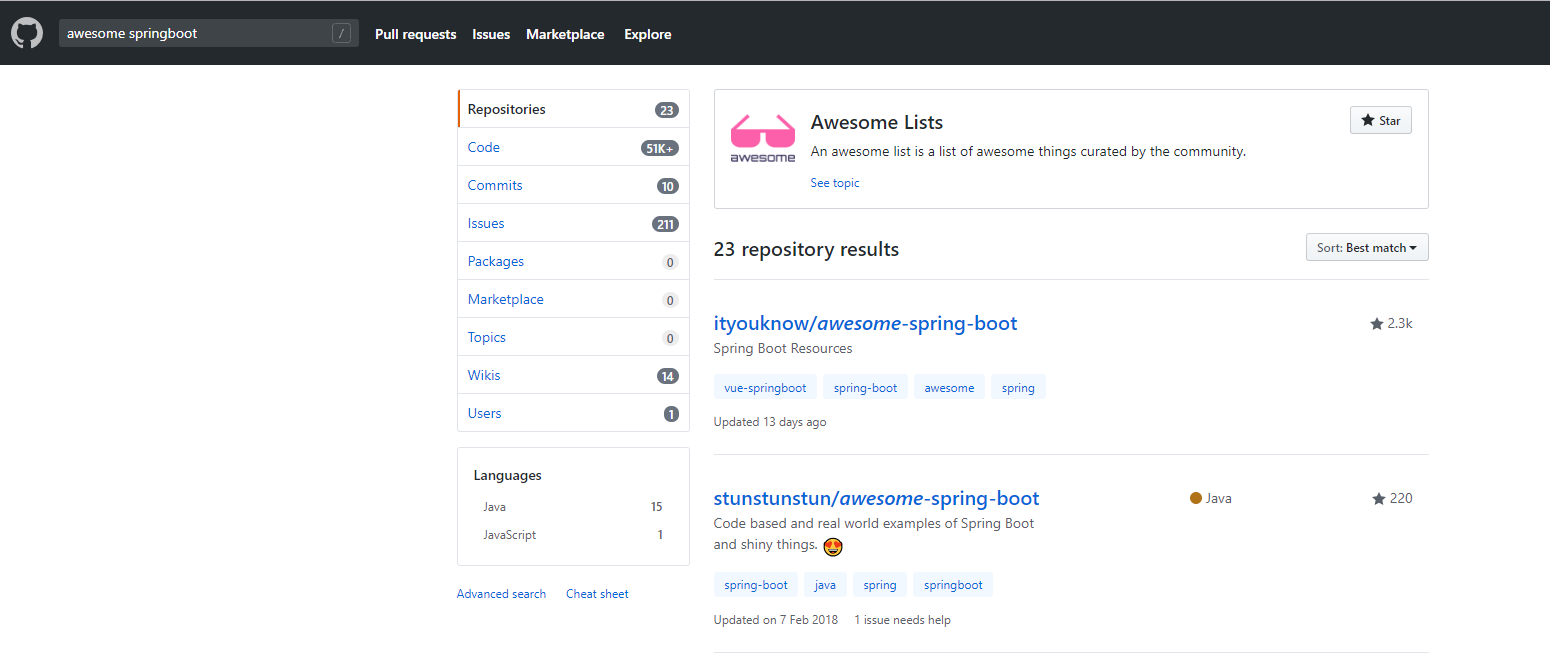 awesome springboot /
Pull requests Issues Marketplace Explore
Repositories 23
Code 51K+
Commits 10
Issues 211
Packages 0
Marketplace 0
Topics 0
Wikis 14
Users 1
Languages
Java 15
JavaScript 1
Advanced search Cheat sheet
awesome
Awesome Lists
Star
An awesome list is a list of awesome things curated by the community.
See topic
23 repository results
Sort: Best match
ityouknow/awesome-spring-boot
2.3k
Spring Boot Resources
vue-springboot spring-boot awesome spring
Updated 13 days ago
stunstunstun/awesome-spring-boot
Java
220
Code based and real world examples of Spring Boot
and shiny things.
spring-boot java spring springboot
Updated on 7 Feb 2018 1 issue needs help